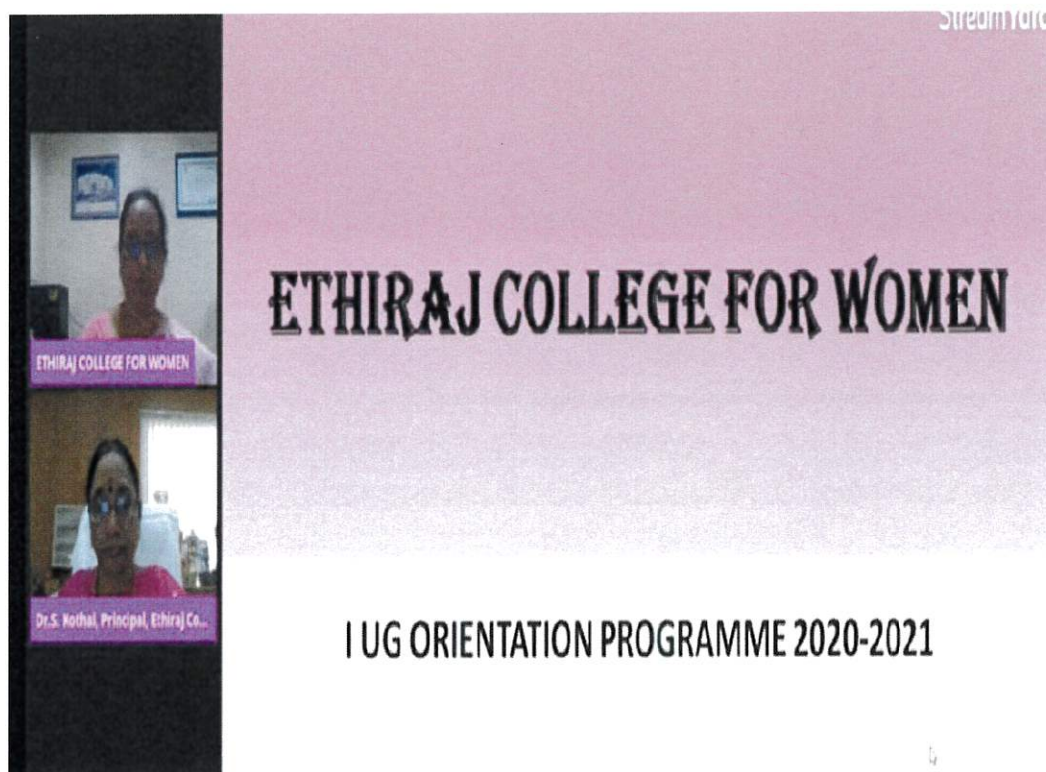 StreamYard
ETHIRAJ COLLEGE FOR WOMEN
ETHIRAJ COLLEGE FOR WOMEN
Dr.S. Kothai, Principal, Ethiraj Co...
I UG ORIENTATION PROGRAMME 2020-2021